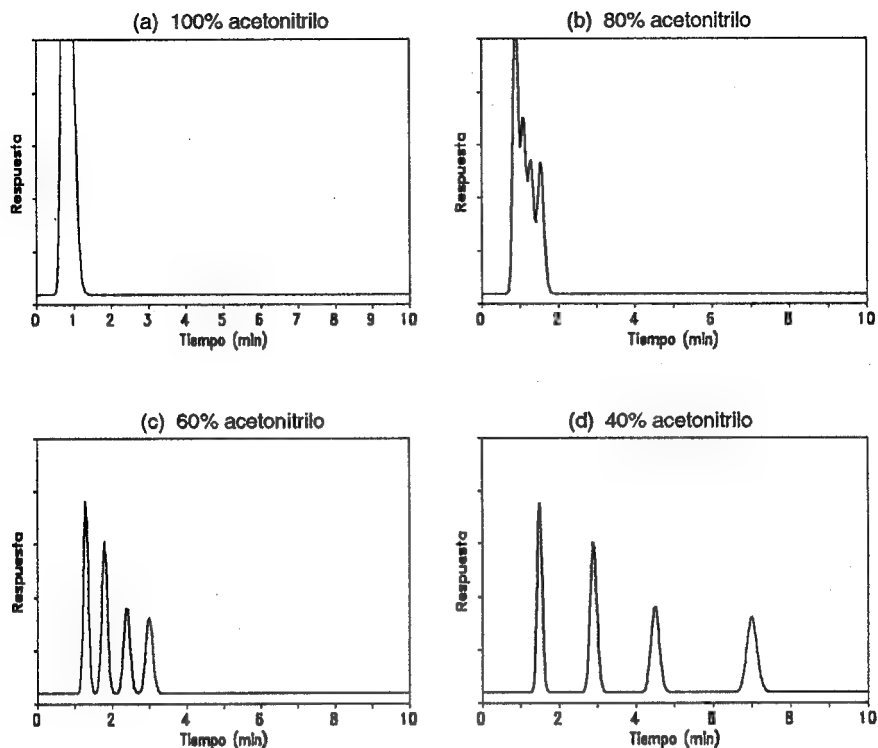 (a) 100% acetonitrilo
Respuesta
0 1 2 3 4 5 6 7 8 9 10
Tiempo (min)
(b) 80% acetonitrilo
Respuesta
0 2 4 6 8 10
Tiempo (min)
(c) 60% acetonitrilo
Respuesta
0 2 4 6 8 10
Tiempo (min)
(d) 40% acetonitrilo
Respuesta
0 2 4 6 8 10
Tiempo (min)